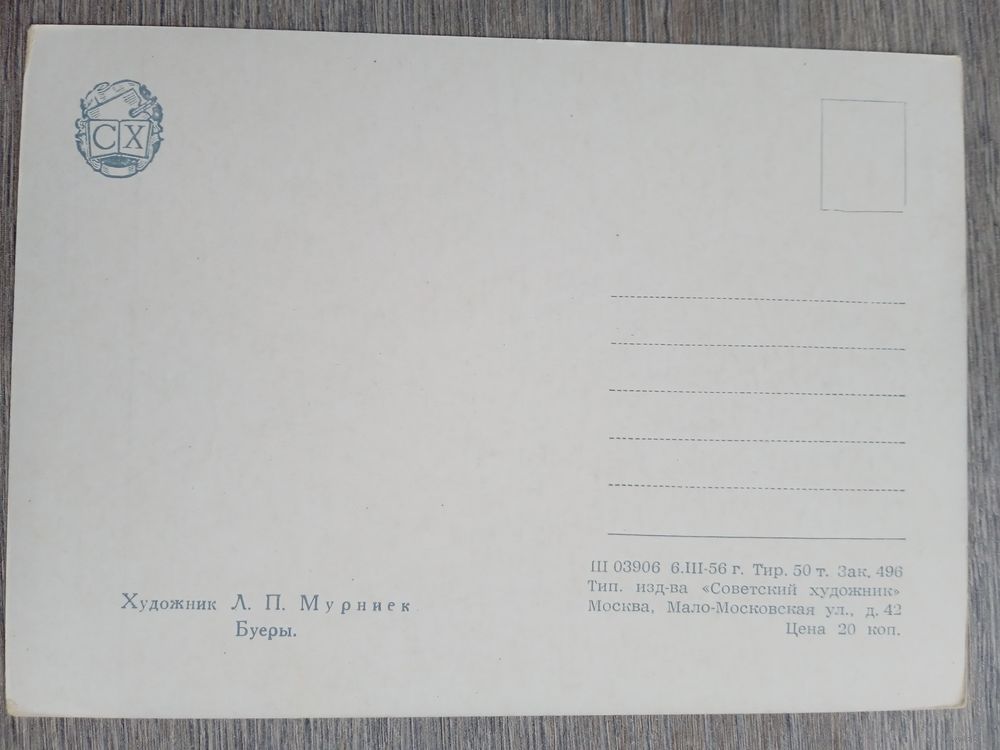 СХ
Художник Л. П. Мурниек
Буеры.
Ш 03906 6.III-56 г. Тир. 50 т. Зак. 496
Тип. изд-ва «Советский художник»
Москва, Мало-Московская ул., д. 42
Цена 20 коп.